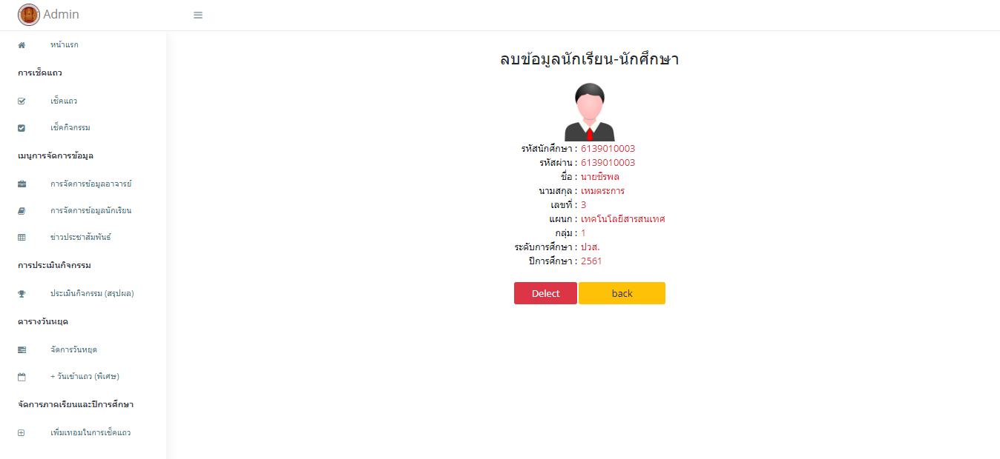 Admin
หน้าแรก
การเช็คแถว
เช็คแถว
เช็คกิจกรรม
เมนูการจัดการข้อมูล
การจัดการข้อมูลอาจารย์
การจัดการข้อมูลนักเรียน
ข่าวประชาสัมพันธ์
การประเมินกิจกรรม
ประเมินกิจกรรม (สรุปผล)
ตารางวันหยุด
จัดการวันหยุด
+ วันเข้าแถว (พิเศษ)
จัดการภาคเรียนและปีการศึกษา
เพิ่มเทอมในการเช็คแถว
ลบข้อมูลนักเรียน-นักศึกษา
รหัสนักศึกษา : 6139010003
รหัสผ่าน : 6139010003
ชื่อ : นายชิรพล
นามสกุล : เหมตระการ
เลขที่ : 3
แผนก : เทคโนโลยีสารสนเทศ
กลุ่ม : 1
ระดับการศึกษา : ปวส.
ปีการศึกษา : 2561
Delect back